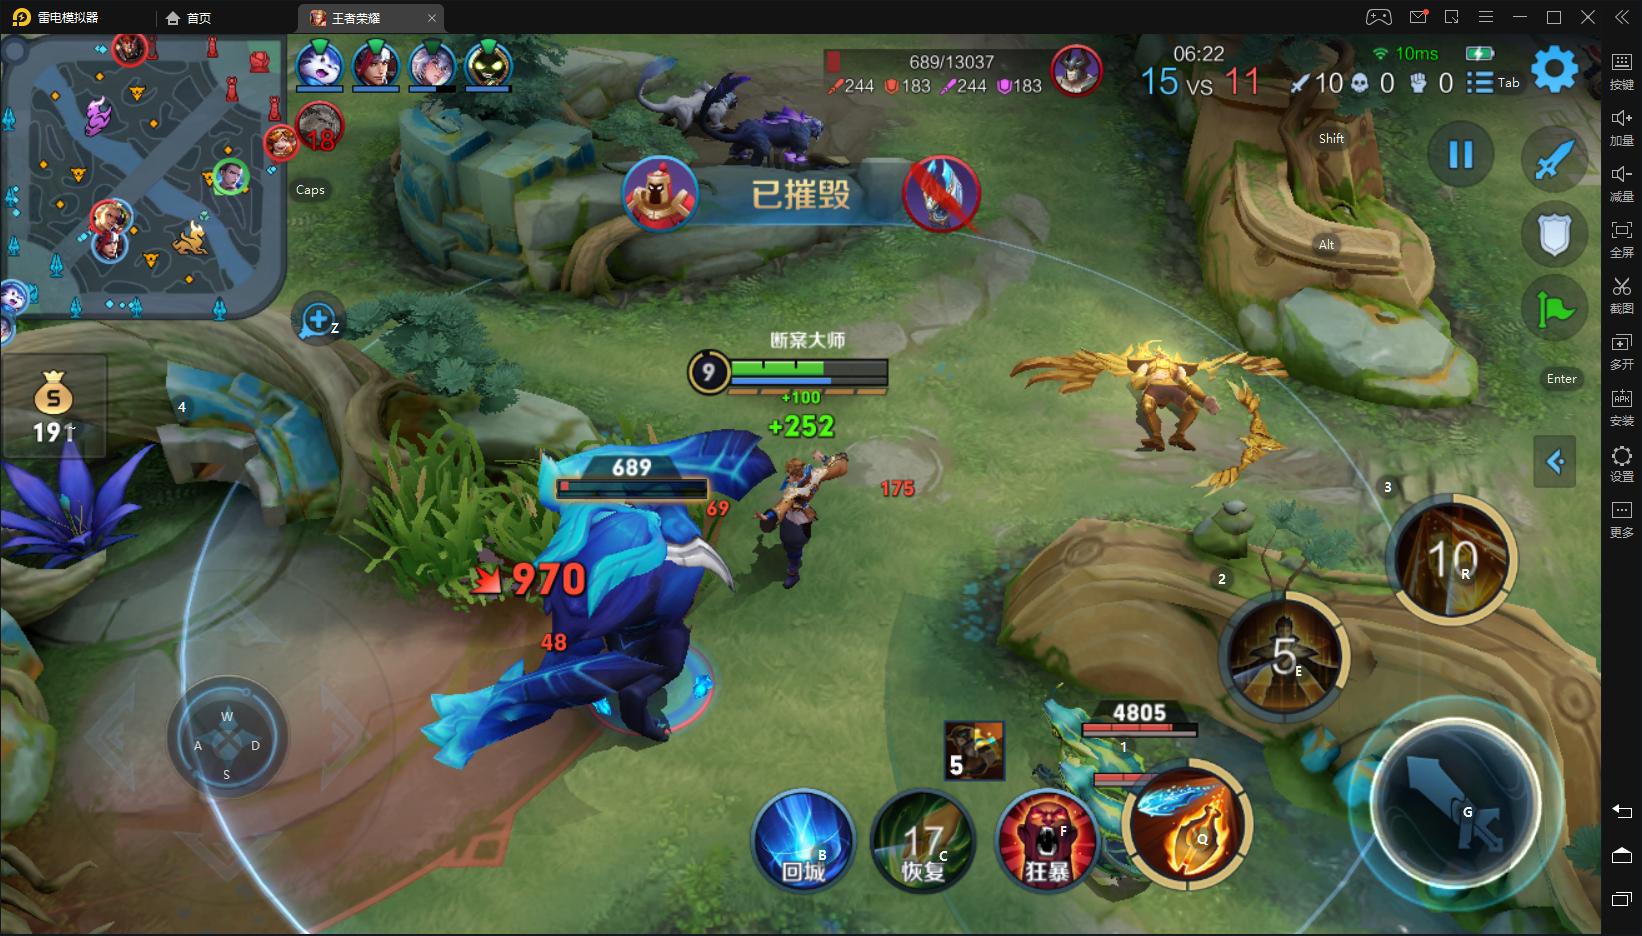 雷电模拟器
首页
王者荣耀
689/13037
244 183 244 183
06:22
15 VS 11
10ms
10 0 0
Tab
按键
加量
减量
全屏
截图
多开
安装
设置
更多
18
Caps
Shift
Alt
Enter
已摧毁
Z
S
191
4
断案大师
9
+100
+252
689
69
175
970
48
3
10
R
2
5
E
W
A D
S
4805
1
5
回城 B
17
恢复 C
狂暴 F
Q
G
APK